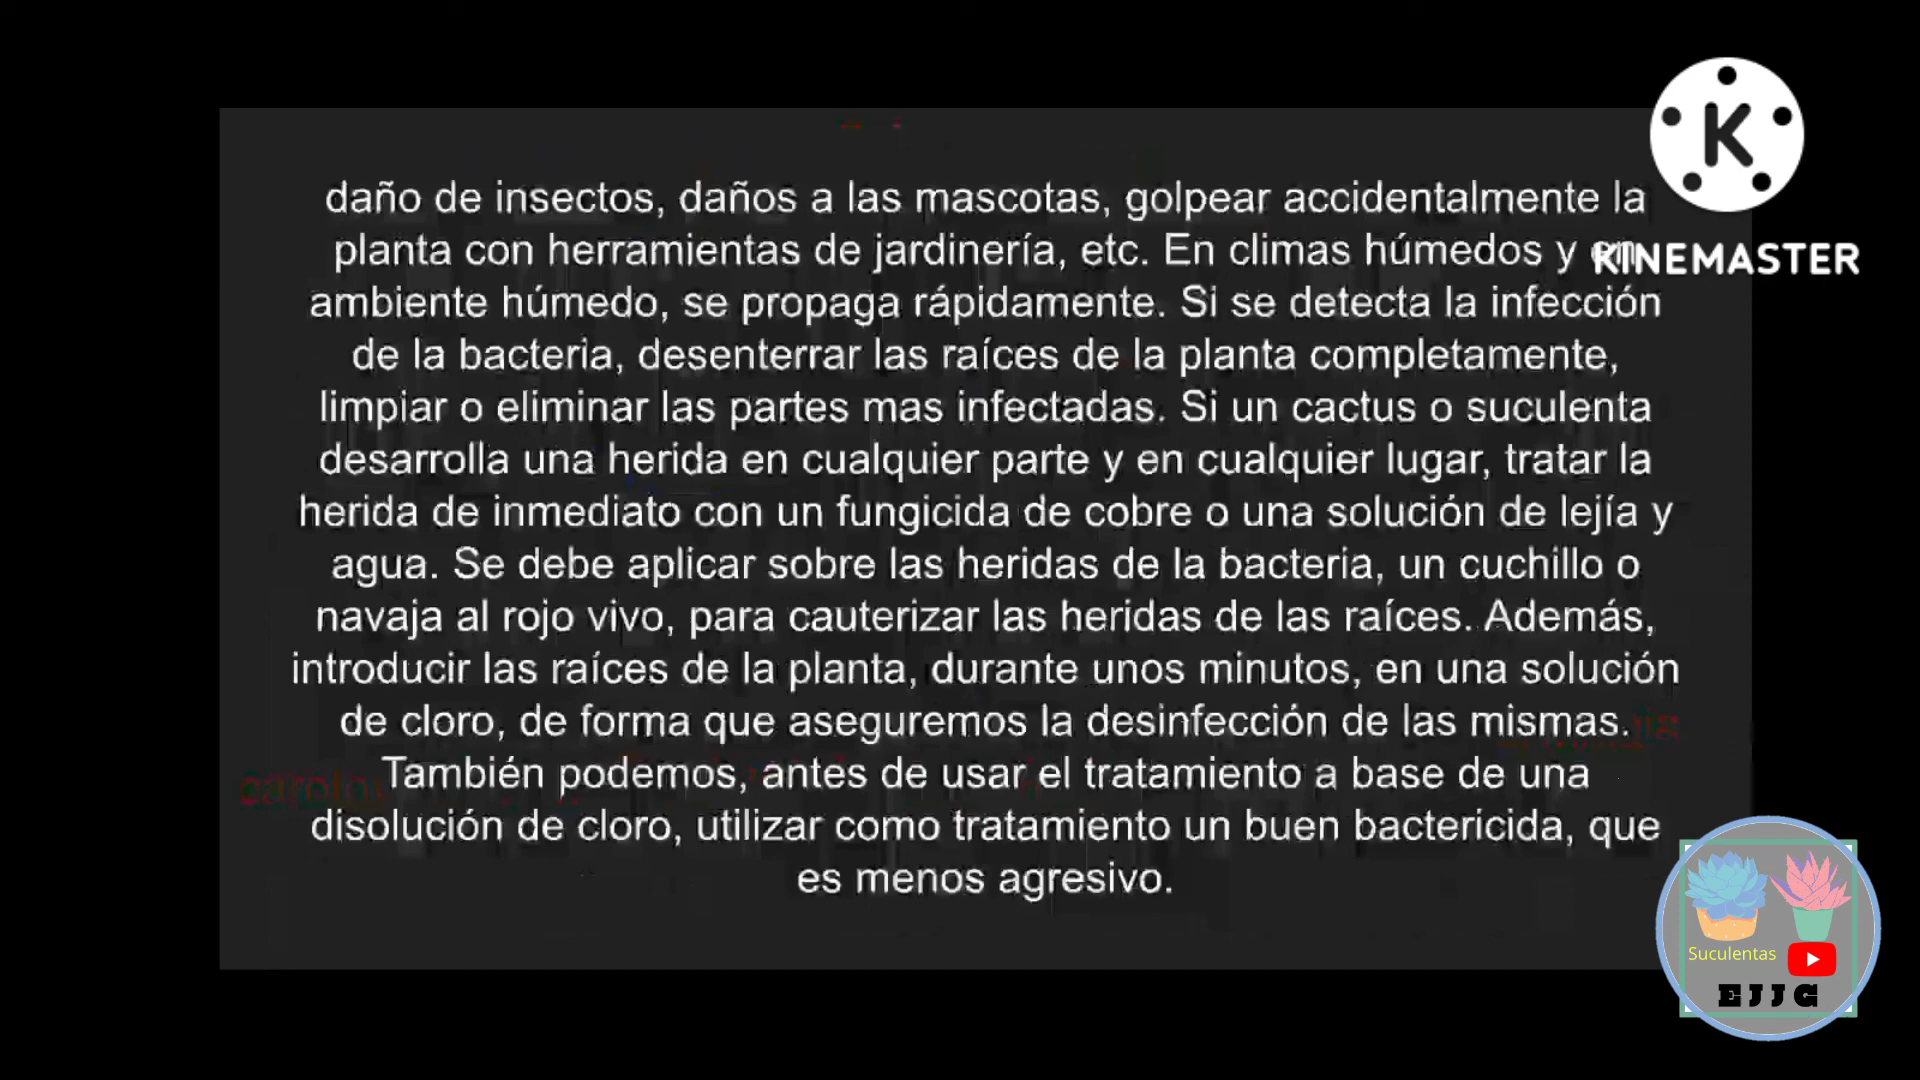 daño de insectos, daños a las mascotas, golpear accidentalmente la
planta con herramientas de jardinería, etc. En climas húmedos y en
ambiente húmedo, se propaga rápidamente. Si se detecta la infección
de la bacteria, desenterrar las raíces de la planta completamente,
limpiar o eliminar las partes mas infectadas. Si un cactus o suculenta
desarrolla una herida en cualquier parte y en cualquier lugar, tratar la
herida de inmediato con un fungicida de cobre o una solución de lejía y
agua. Se debe aplicar sobre las heridas de la bacteria, un cuchillo o
navaja al rojo vivo, para cauterizar las heridas de las raíces. Además,
introducir las raíces de la planta, durante unos minutos, en una solución
de cloro, de forma que aseguremos la desinfección de las mismas.
También podemos, antes de usar el tratamiento a base de una
disolución de cloro, utilizar como tratamiento un buen bactericida, que
es menos agresivo.
K
KINEMASTER
Suculentas
EJJG